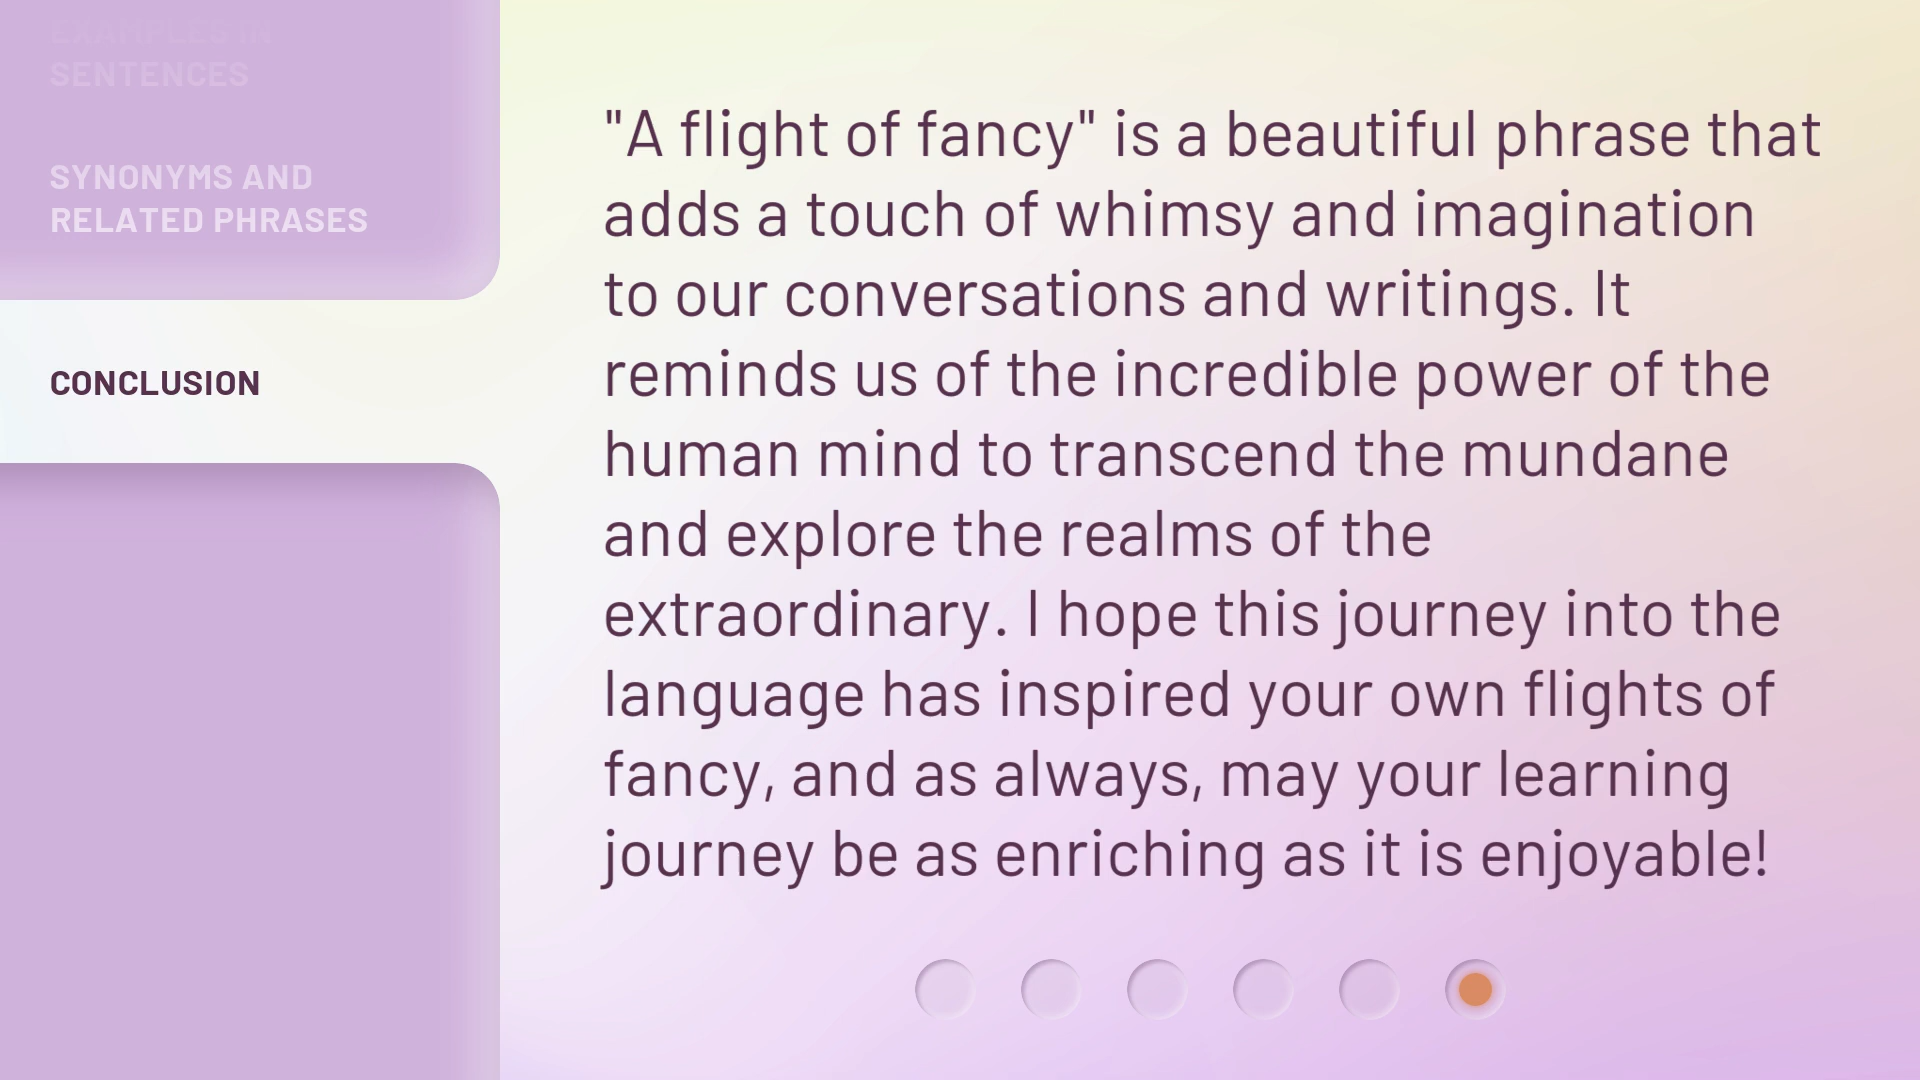 EXAMPLES IN
SENTENCES
SYNONYMS AND
RELATED PHRASES
CONCLUSION
"A flight of fancy" is a beautiful phrase that
adds a touch of whimsy and imagination
to our conversations and writings. It
reminds us of the incredible power of the
human mind to transcend the mundane
and explore the realms of the
extraordinary. I hope this journey into the
language has inspired your own flights of
fancy, and as always, may your learning
journey be as enriching as it is enjoyable!